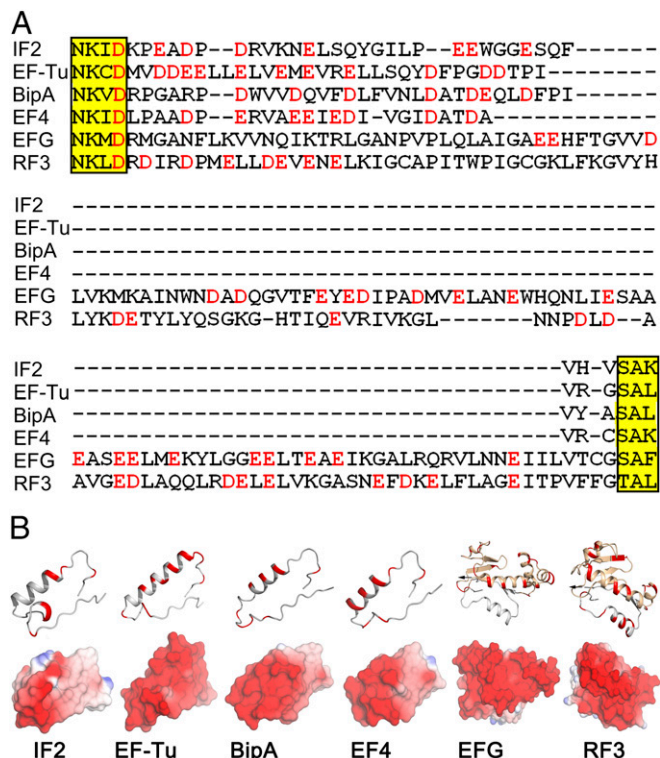 A
IF2 NKIDKPEADP--DRVKNELSQYGILP--EEWGGESQF-------
EF-Tu NKCDMVDDEELLELVEMEVRELLSQYDFPGDDTPI---------
BipA NKVDRPGARP--DWVVDQVFDLFVNLDATDEQLDFPI-------
EF4 NKIDLPAADP--ERVAEEIEDI-VGIDATDA-------------
EFG NKMDRMGANFLKVVNQIKTRLGANPVPLQLAIGAEEHFTGVVD
RF3 NKLDRDIRDPMELLDEVENELKIGCAPITWPIGCGKLFKGVYH
IF2 -------------------------------------------
EF-Tu -------------------------------------------
BipA -------------------------------------------
EF4 -------------------------------------------
EFG LVKMKAINWNDADQGVTFEYEDIPADMVELANEWHQNLIESAA
RF3 LYKDETYLYQSGKG-HTIQEVRIVKGL------NNPDLD--A
IF2 ------------------------------------VH-VSAK
EF-Tu ------------------------------------VR-GSAL
BipA ------------------------------------VY-ASAL
EF4 ------------------------------------VR-CSAK
EFG EASEELMEKYLGGEELTEAEIKGALRQRVLNNEIILVTCGSAF
RF3 AVGEDLAQQLRDELELVKGASNEFDKELFLAGEITPVFFGTAL
B
IF2 EF-Tu BipA EF4 EFG RF3